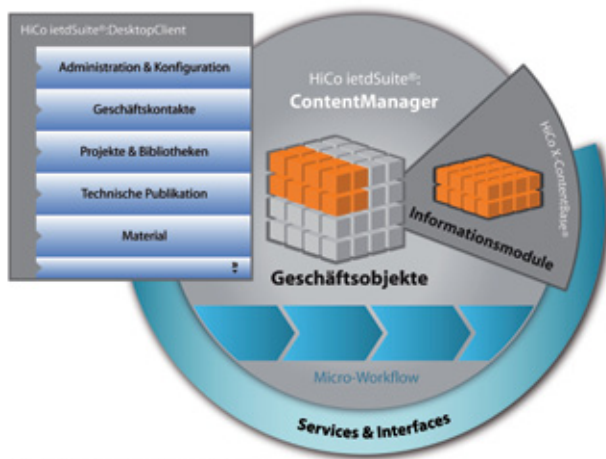 HiCo ietdSuite®:DesktopClient
Administration & Konfiguration
Geschäftskontakte
Projekte & Bibliotheken
Technische Publikation
Material
HiCo ietdSuite®:
ContentManager
HiCo X-ContentBase®
Informationsmodule
Geschäftsobjekte
Micro-Workflow
Services & Interfaces